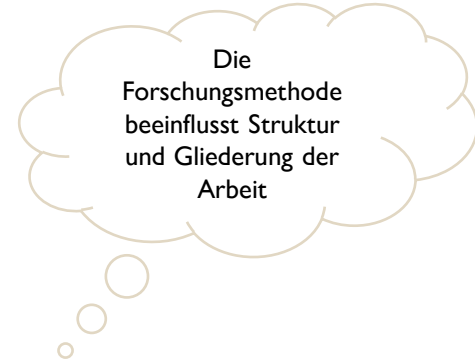 Die
Forschungsmethode
beeinflusst Struktur
und Gliederung der
Arbeit